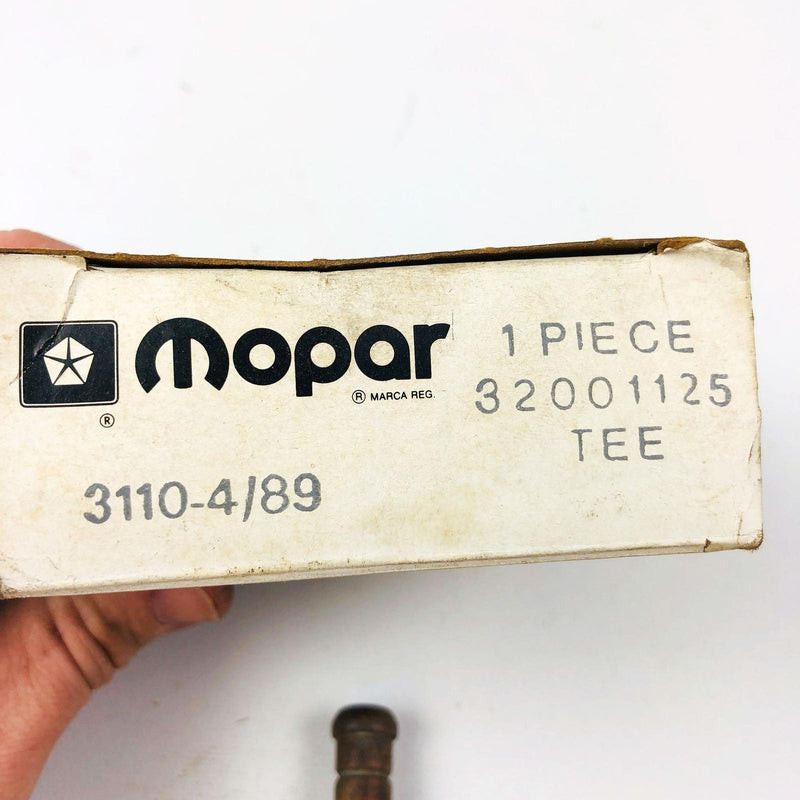 mopar
®
® MARCA REG.
1 PIECE
32001125
TEE
3110-4/89